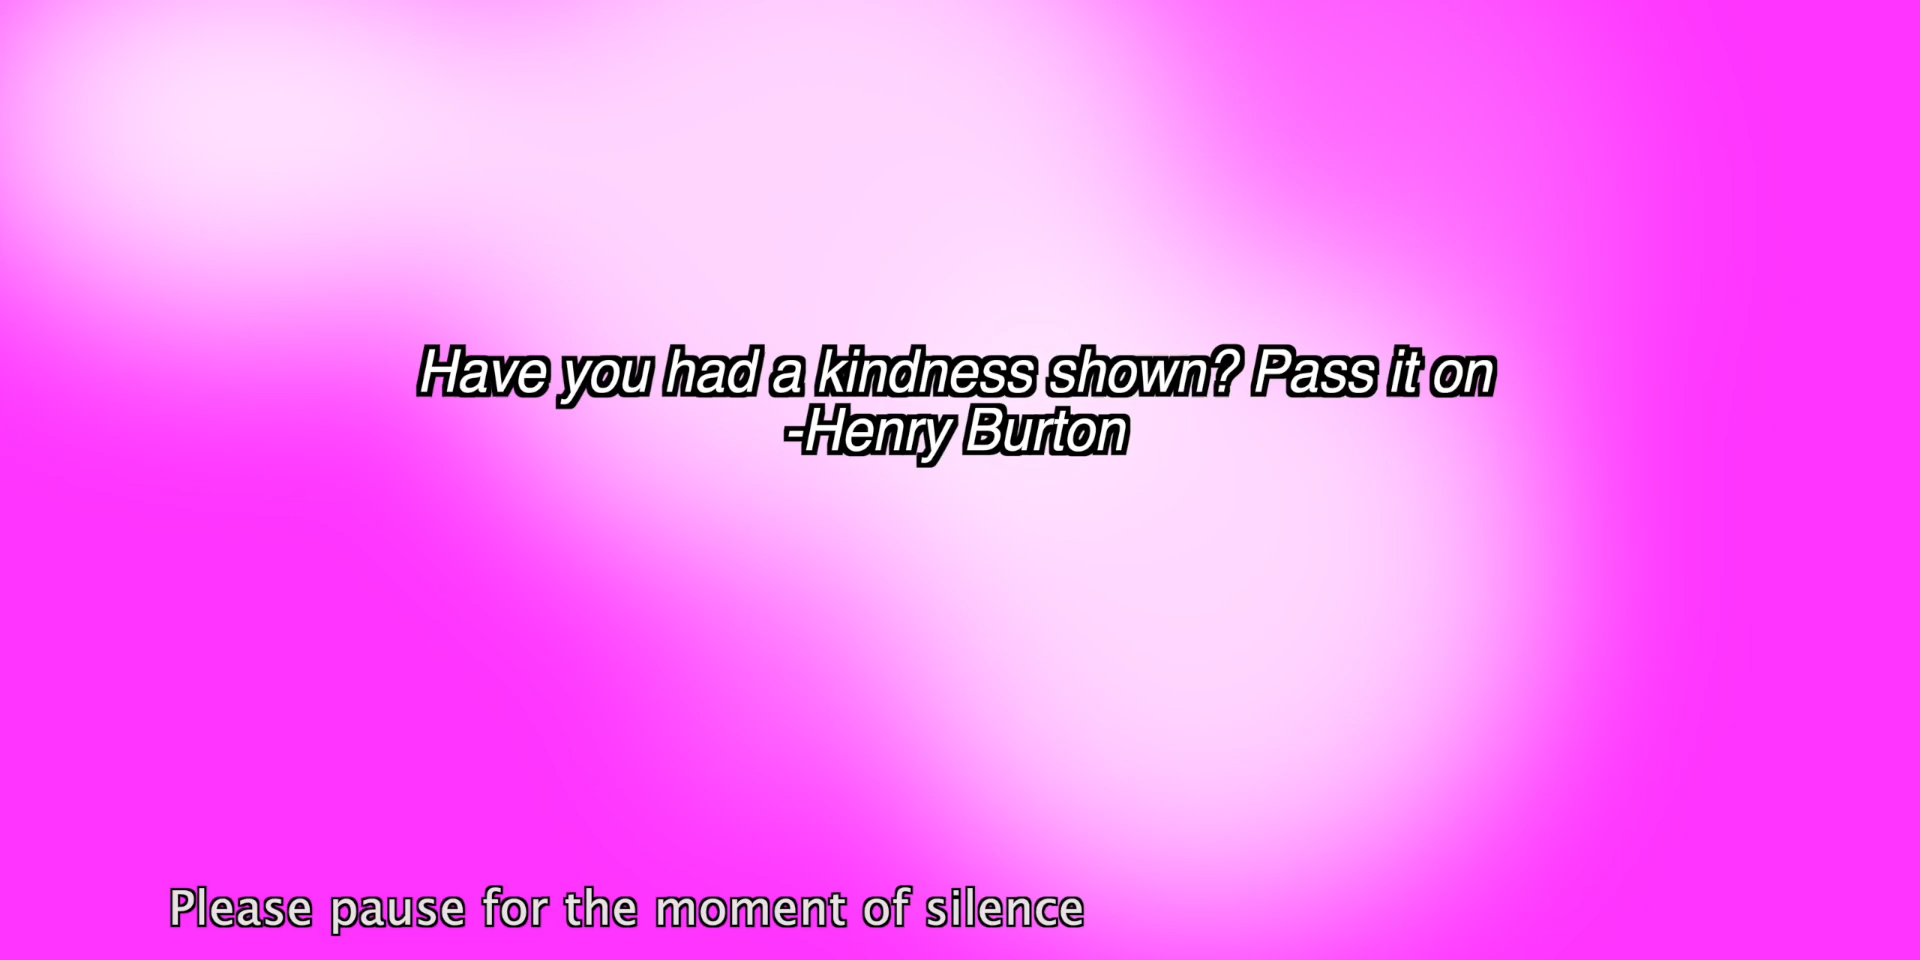 Have you had a kindness shown? Pass it on
-Henry Burton
Please pause for the moment of silence